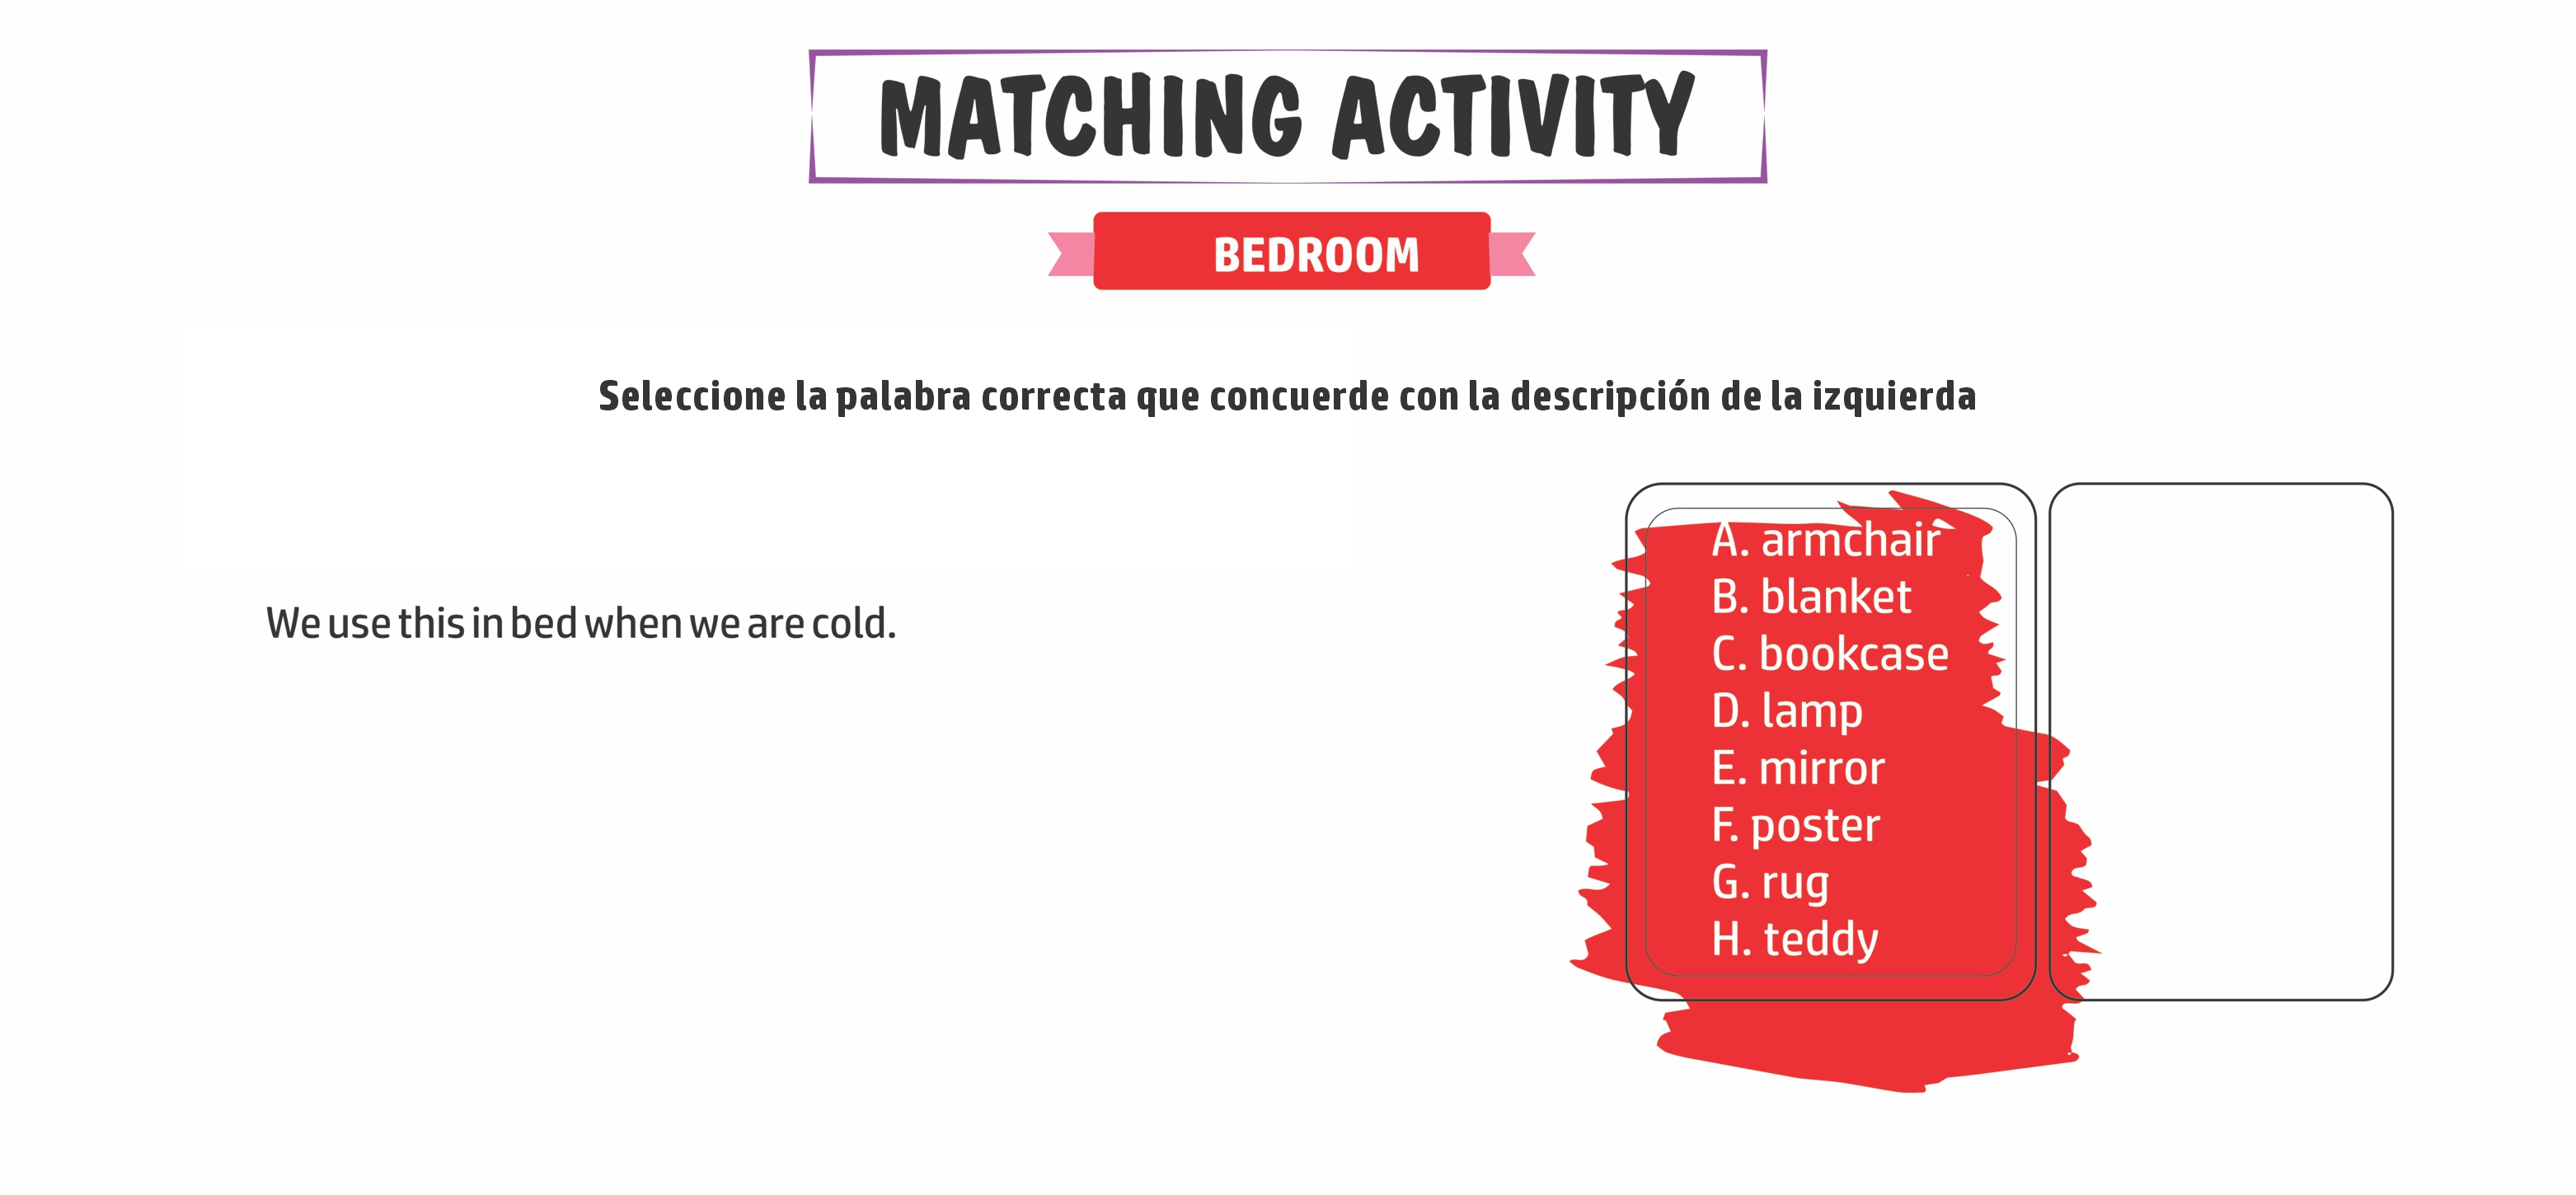 MATCHING ACTIVITY
BEDROOM
Seleccione la palabra correcta que concuerde con la descripción de la izquierda
We use this in bed when we are cold.
A. armchair
B. blanket
C. bookcase
D. lamp
E. mirror
F. poster
G. rug
H. teddy